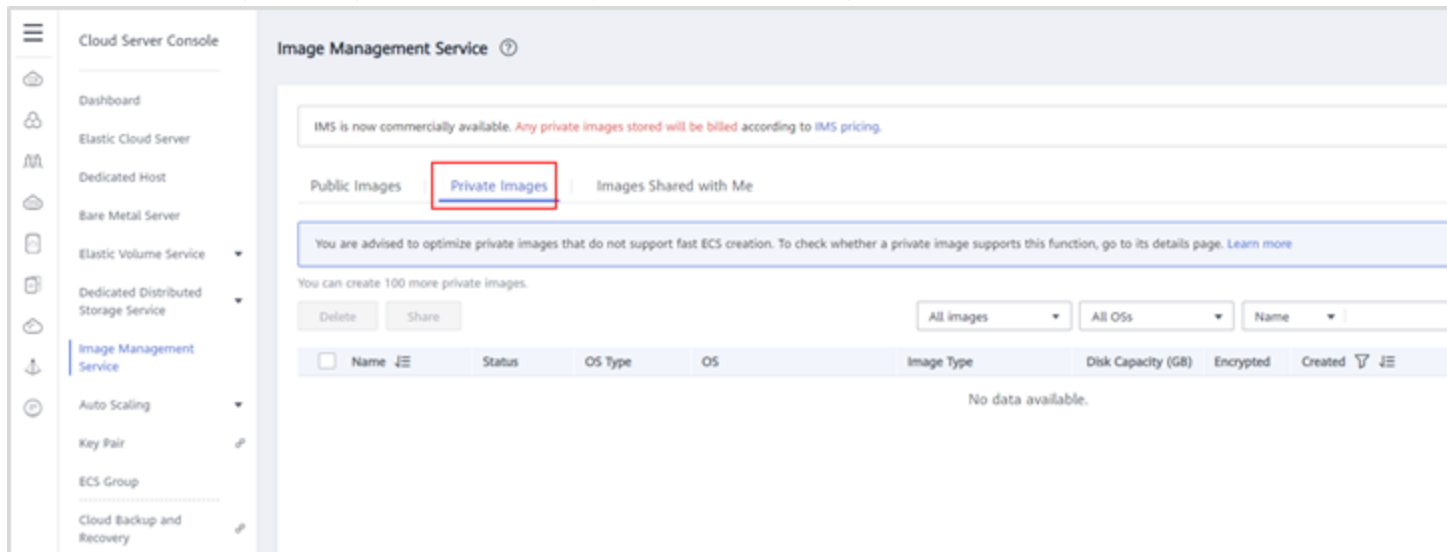 Cloud Server Console
Dashboard
Elastic Cloud Server
Dedicated Host
Bare Metal Server
Elastic Volume Service
Dedicated Distributed
Storage Service
Image Management
Service
Auto Scaling
Key Pair
ECS Group
Cloud Backup and
Recovery
Image Management Service
IMS is now commercially available. Any private images stored will be billed according to IMS pricing.
Public Images Private Images Images Shared with Me
You are advised to optimize private images that do not support fast ECS creation. To check whether a private image supports this function, go to its details page. Learn more
You can create 100 more private images.
Delete Share All images All OSs Name
Name Status OS Type OS Image Type Disk Capacity (GB) Encrypted Created
No data available.